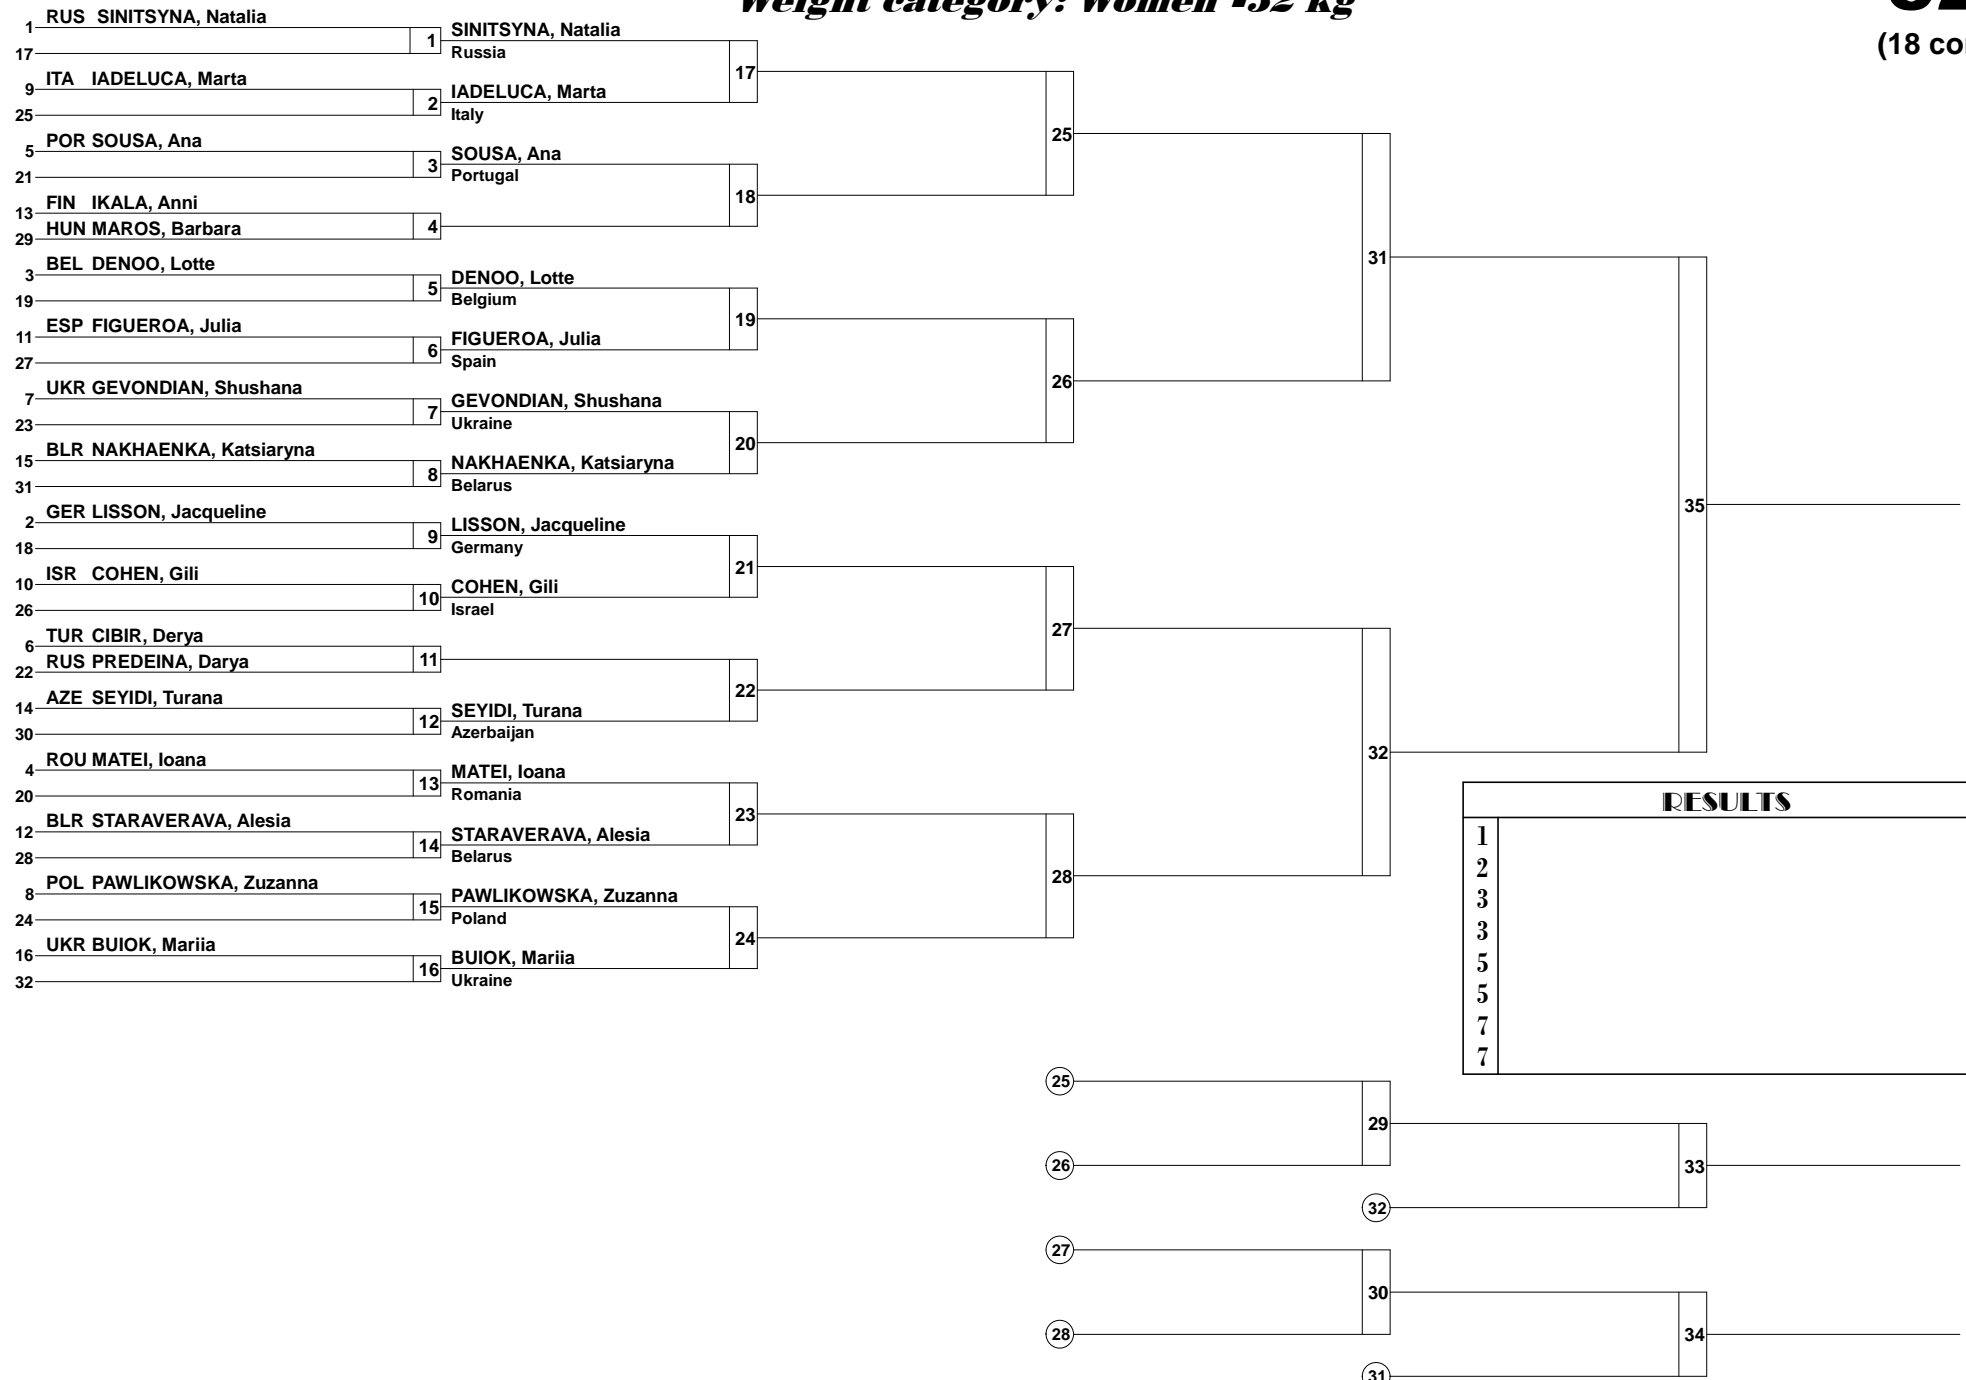 Weight category: Women -52 kg
(18 co
1 RUS SINITSYNA, Natalia
17
1 SINITSYNA, Natalia
Russia
9 ITA IADELUCA, Marta
25
2 IADELUCA, Marta
Italy
17
5 POR SOUSA, Ana
21
3 SOUSA, Ana
Portugal
13 FIN IKALA, Anni
29 HUN MAROS, Barbara
4
18
25
3 BEL DENOO, Lotte
19
5 DENOO, Lotte
Belgium
11 ESP FIGUEROA, Julia
27
6 FIGUEROA, Julia
Spain
19
7 UKR GEVONDIAN, Shushana
23
7 GEVONDIAN, Shushana
Ukraine
15 BLR NAKHAENKA, Katsiaryna
31
8 NAKHAENKA, Katsiaryna
Belarus
20
26
31
2 GER LISSON, Jacqueline
18
9 LISSON, Jacqueline
Germany
10 ISR COHEN, Gili
26
10 COHEN, Gili
Israel
21
6 TUR CIBIR, Derya
22 RUS PREDEINA, Darya
11
14 AZE SEYIDI, Turana
30
12 SEYIDI, Turana
Azerbaijan
22
27
4 ROU MATEI, Ioana
20
13 MATEI, Ioana
Romania
12 BLR STARAVERAVA, Alesia
28
14 STARAVERAVA, Alesia
Belarus
23
8 POL PAWLIKOWSKA, Zuzanna
24
15 PAWLIKOWSKA, Zuzanna
Poland
16 UKR BUIOK, Mariia
32
16 BUIOK, Mariia
Ukraine
24
28
32
35
RESULTS
1
2
3
3
5
5
7
7
25
26
29
32
33
27
28
30
31
34